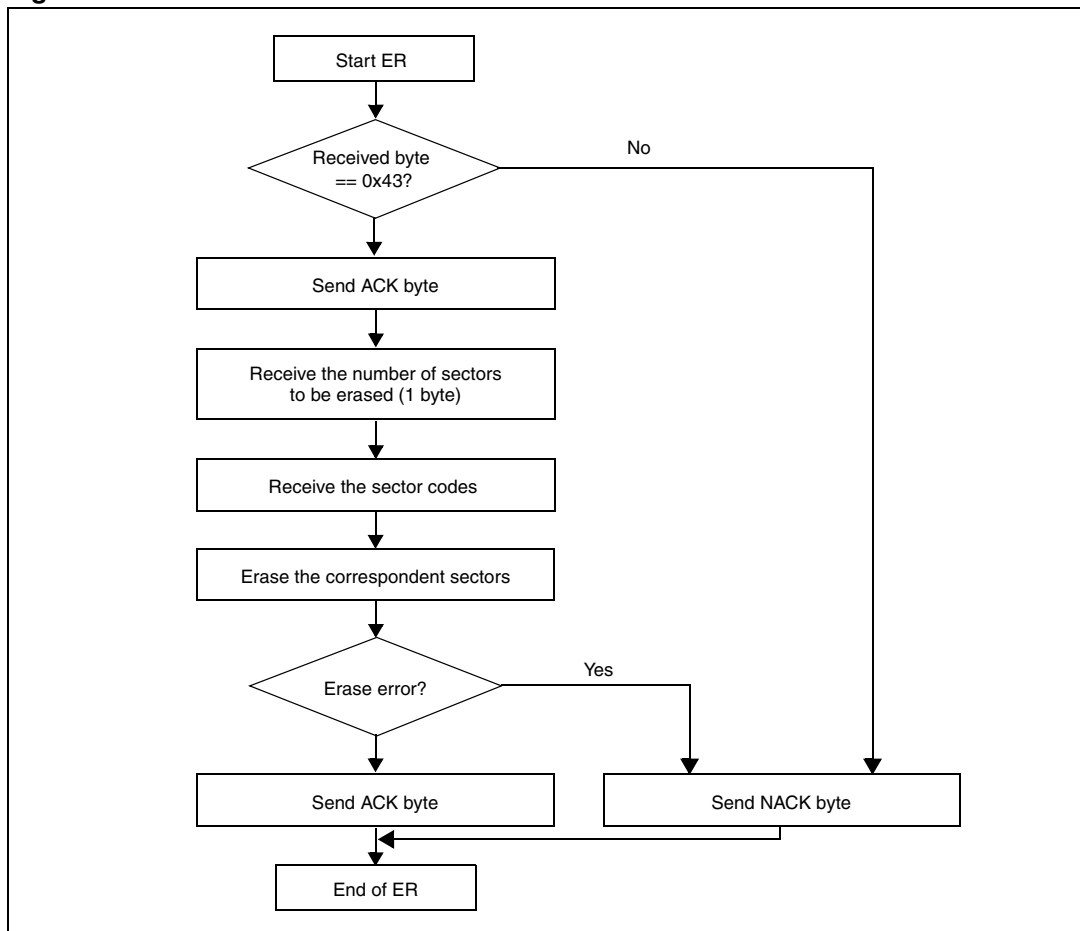 Start ER
Received byte
== 0x43?
No
Send ACK byte
Receive the number of sectors
to be erased (1 byte)
Receive the sector codes
Erase the correspondent sectors
Erase error?
Yes
Send ACK byte
Send NACK byte
End of ER